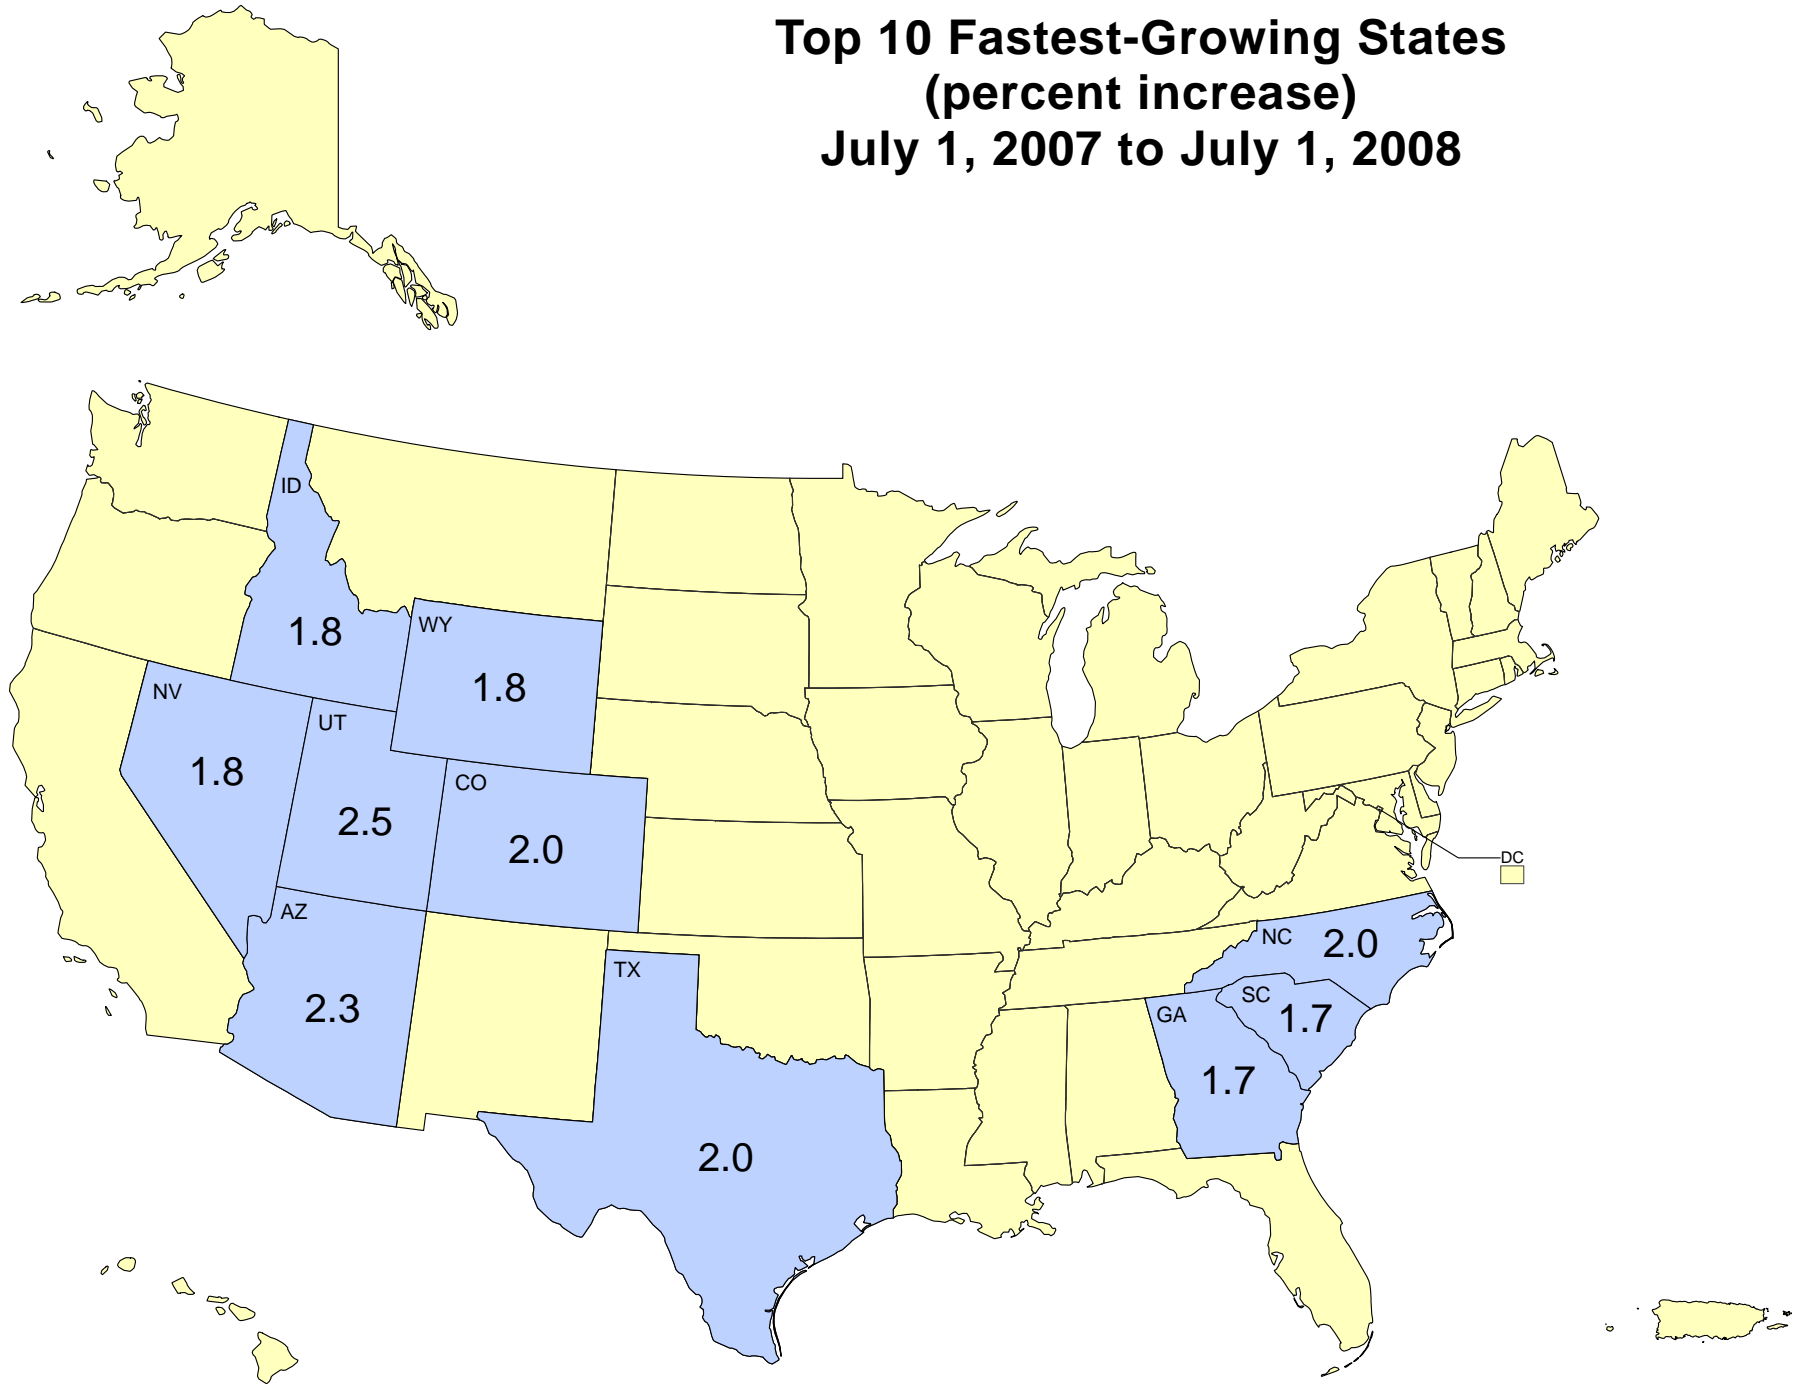 Top 10 Fastest-Growing States
(percent increase)
July 1, 2007 to July 1, 2008
ID
1.8
WY
1.8
NV
1.8
UT
2.5
CO
2.0
AZ
2.3
TX
2.0
DC
NC
2.0
SC
1.7
GA
1.7